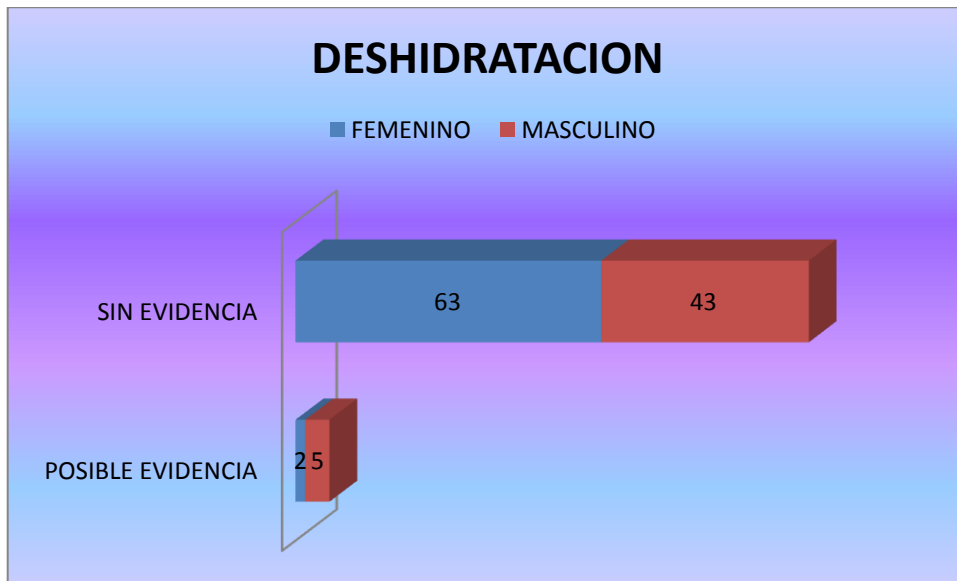 DESHIDRATACION
FEMENINO MASCULINO
SIN EVIDENCIA 63 43
POSIBLE EVIDENCIA 2 5